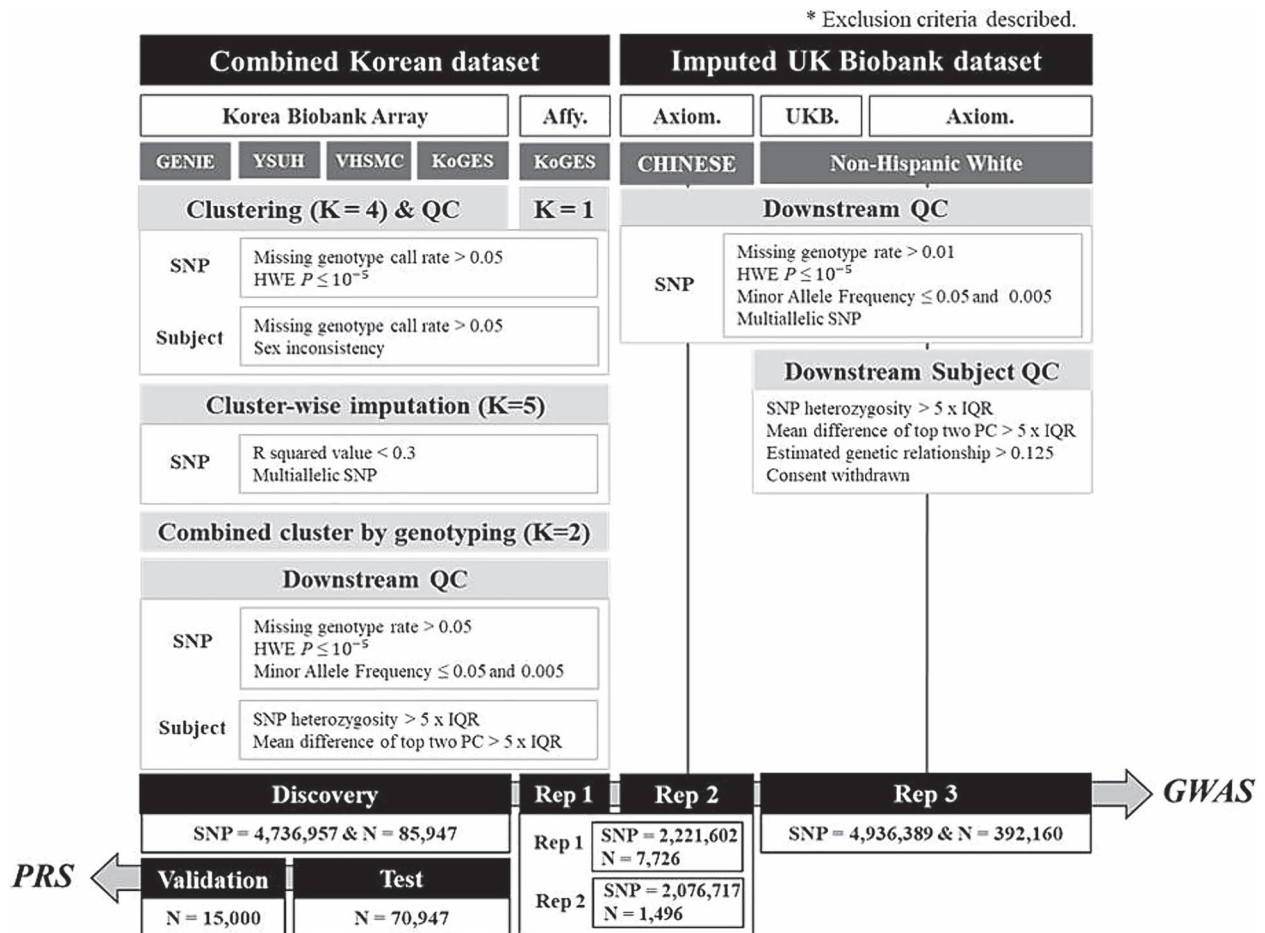 * Exclusion criteria described.
Combined Korean dataset
Imputed UK Biobank dataset
Korea Biobank Array
Affy.
Axiom.
UKB.
Axiom.
GENIE
YSUH
VHSMC
KoGES
KoGES
CHINESE
Non-Hispanic White
Clustering (K = 4) & QC
K = 1
SNP
Missing genotype call rate > 0.05
HWE P ≤ 10⁻⁵
Subject
Missing genotype call rate > 0.05
Sex inconsistency
Cluster-wise imputation (K=5)
SNP
R squared value < 0.3
Multiallelic SNP
Combined cluster by genotyping (K=2)
Downstream QC
SNP
Missing genotype rate > 0.05
HWE P ≤ 10⁻⁵
Minor Allele Frequency ≤ 0.05 and 0.005
Subject
SNP heterozygosity > 5 x IQR
Mean difference of top two PC > 5 x IQR
Downstream QC
SNP
Missing genotype rate > 0.01
HWE P ≤ 10⁻⁵
Minor Allele Frequency ≤ 0.05 and 0.005
Multiallelic SNP
Downstream Subject QC
SNP heterozygosity > 5 x IQR
Mean difference of top two PC > 5 x IQR
Estimated genetic relationship > 0.125
Consent withdrawn
Discovery
Rep 1
Rep 2
Rep 3
GWAS
SNP = 4,736,957 & N = 85,947
Rep 1
SNP = 2,221,602
N = 7,726
Rep 2
SNP = 2,076,717
N = 1,496
SNP = 4,936,389 & N = 392,160
PRS
Validation
Test
N = 15,000
N = 70,947